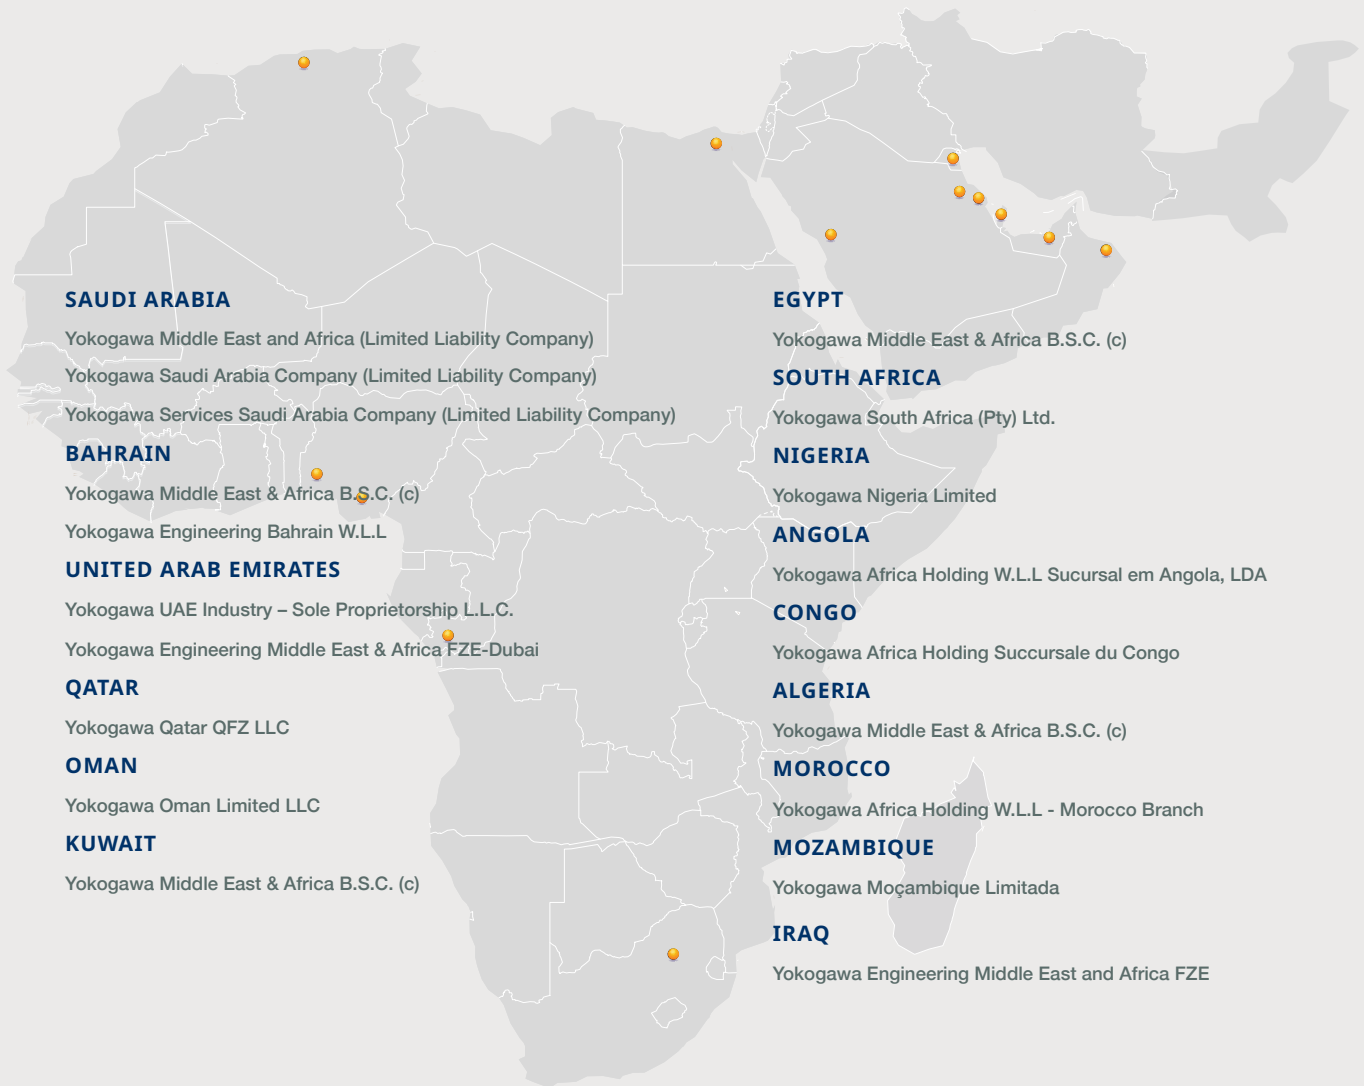 SAUDI ARABIA
Yokogawa Middle East and Africa (Limited Liability Company)
Yokogawa Saudi Arabia Company (Limited Liability Company)
Yokogawa Services Saudi Arabia Company (Limited Liability Company)
BAHRAIN
Yokogawa Middle East & Africa B.S.C. (c)
Yokogawa Engineering Bahrain W.L.L
UNITED ARAB EMIRATES
Yokogawa UAE Industry – Sole Proprietorship L.L.C.
Yokogawa Engineering Middle East & Africa FZE-Dubai
QATAR
Yokogawa Qatar QFZ LLC
OMAN
Yokogawa Oman Limited LLC
KUWAIT
Yokogawa Middle East & Africa B.S.C. (c)
EGYPT
Yokogawa Middle East & Africa B.S.C. (c)
SOUTH AFRICA
Yokogawa South Africa (Pty) Ltd.
NIGERIA
Yokogawa Nigeria Limited
ANGOLA
Yokogawa Africa Holding W.L.L Sucursal em Angola, LDA
CONGO
Yokogawa Africa Holding Succursale du Congo
ALGERIA
Yokogawa Middle East & Africa B.S.C. (c)
MOROCCO
Yokogawa Africa Holding W.L.L - Morocco Branch
MOZAMBIQUE
Yokogawa Moçambique Limitada
IRAQ
Yokogawa Engineering Middle East and Africa FZE